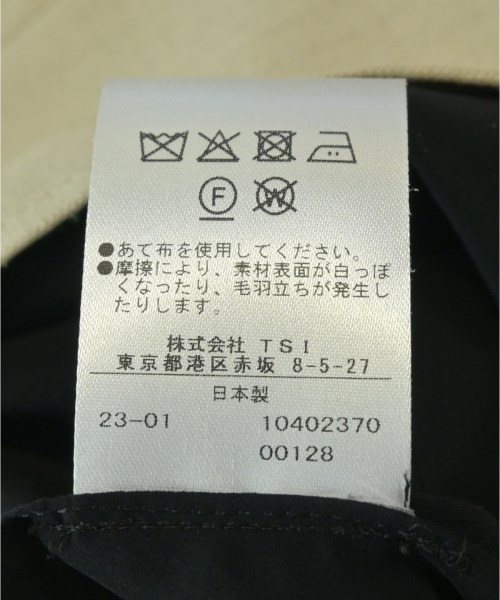 F W
●あて布を使用してください。
●摩擦により、素材表面が白っぽ
くなったり、毛羽立ちが発生し
たりします。
株式会社 TSI
東京都港区赤坂 8-5-27
日本製
23-01 10402370
00128